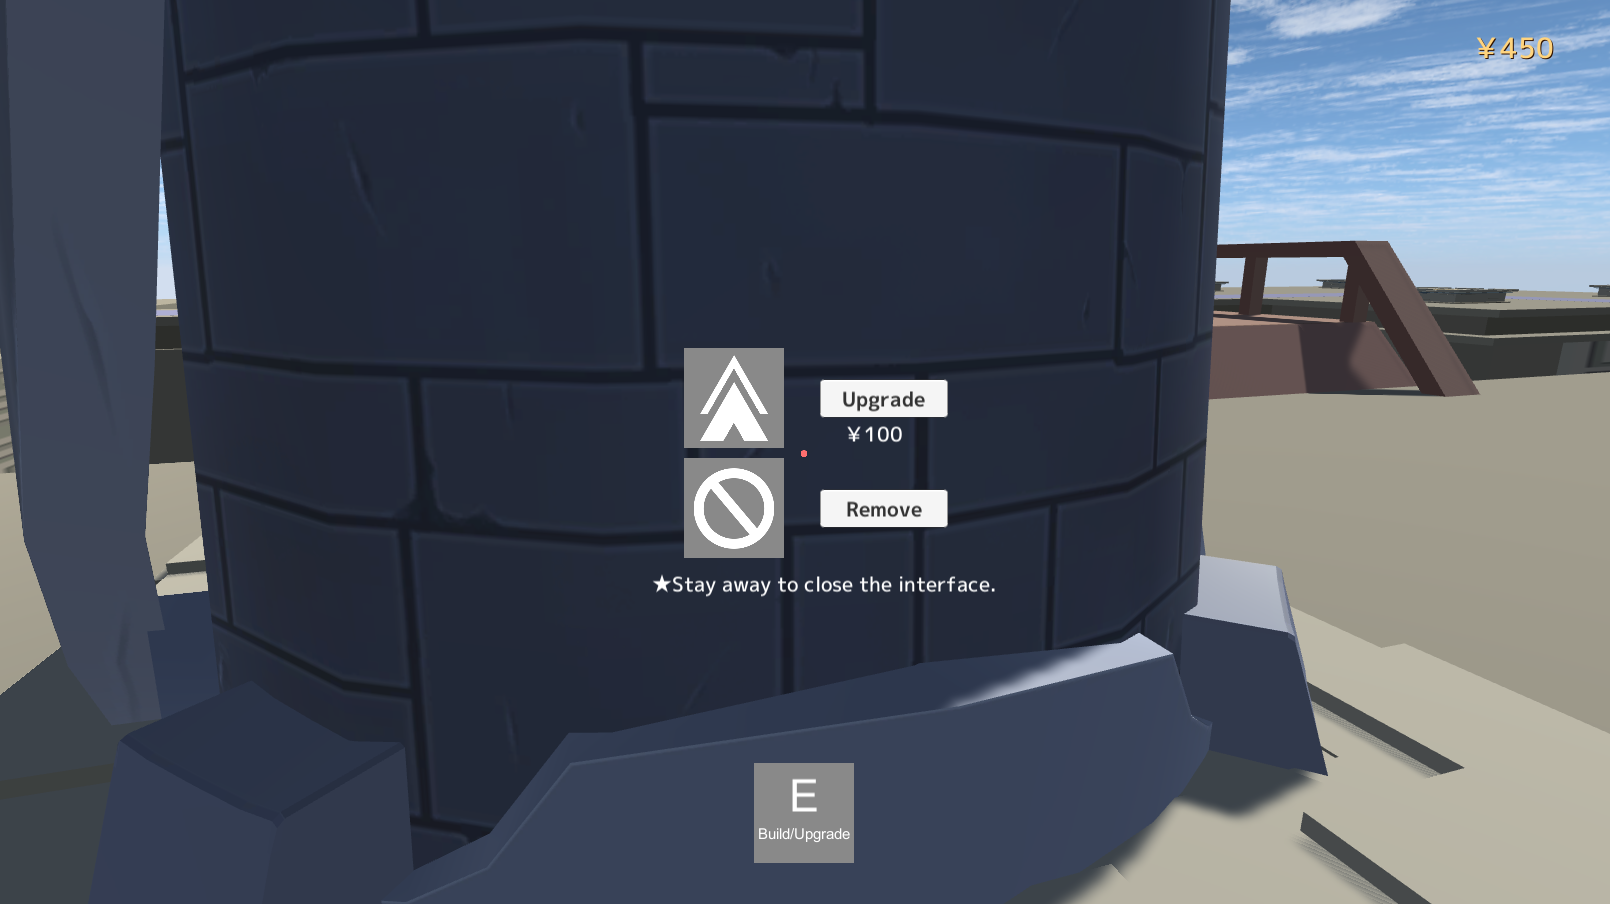 ¥450
Upgrade
¥100
Remove
★Stay away to close the interface.
E
Build/Upgrade